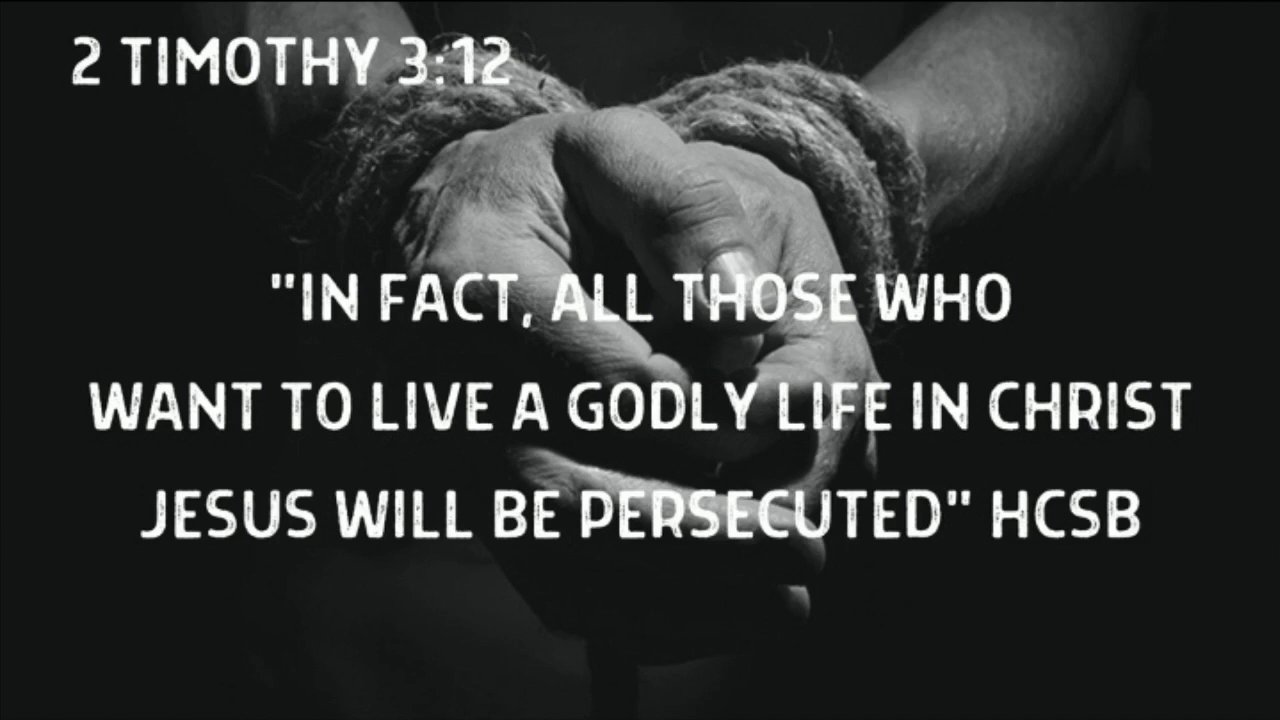 2 TIMOTHY 3:12
"IN FACT, ALL THOSE WHO
WANT TO LIVE A GODLY LIFE IN CHRIST
JESUS WILL BE PERSECUTED" HCSB